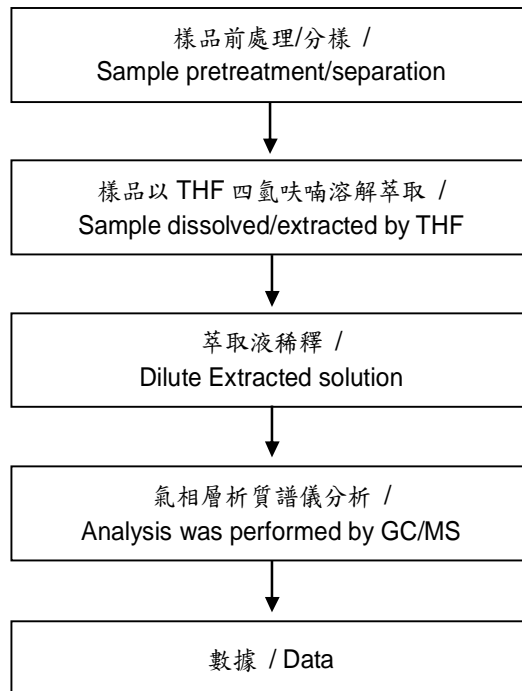 樣品前處理/分樣 /
Sample pretreatment/separation
樣品以 THF 四氫呋喃溶解萃取 /
Sample dissolved/extracted by THF
萃取液稀釋 /
Dilute Extracted solution
氣相層析質譜儀分析 /
Analysis was performed by GC/MS
數據 / Data